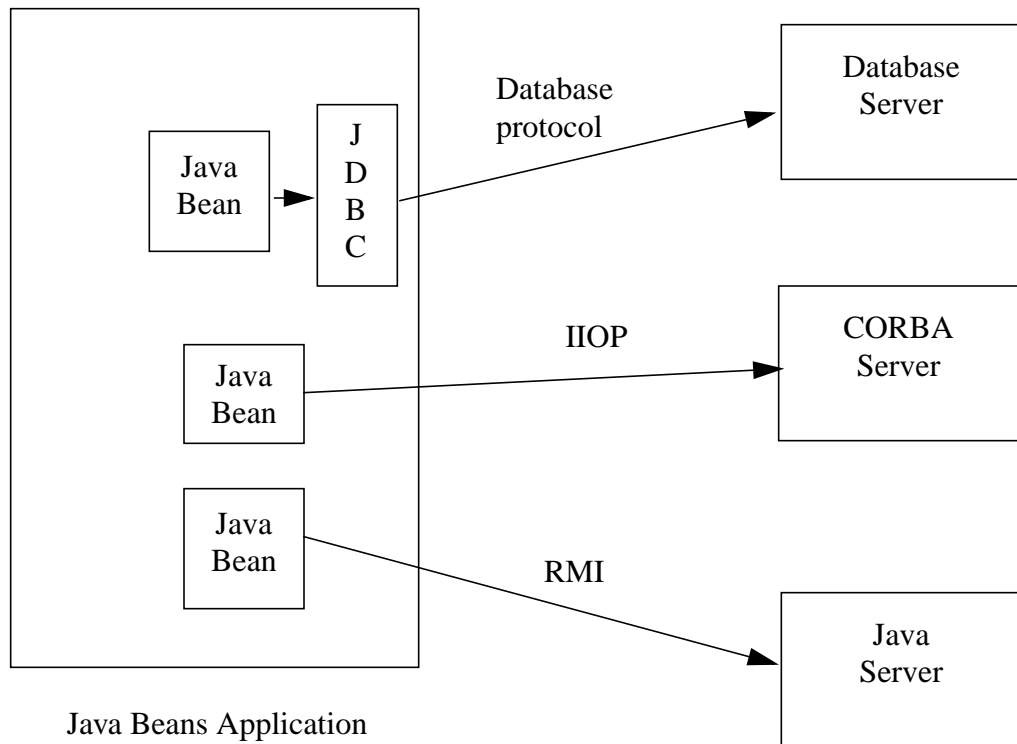 Database
Server
Database
protocol
J
D
B
C
Java
Bean
CORBA
Server
IIOP
Java
Bean
Java
Bean
RMI
Java
Server
Java Beans Application